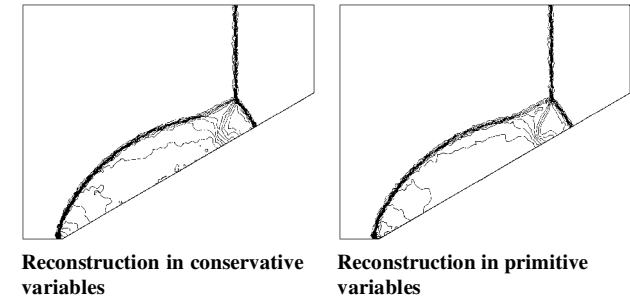 Reconstruction in conservative
variables
Reconstruction in primitive
variables